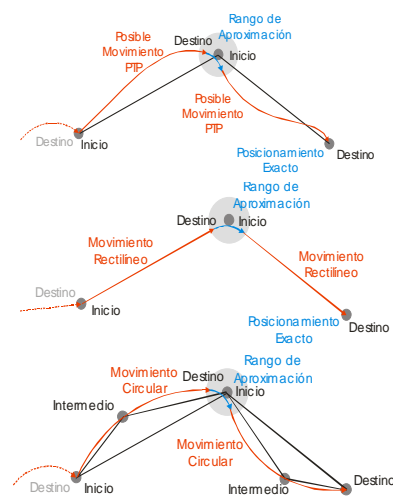 Rango de
Aproximación
Posible
Movimiento
PTP
Destino
Inicio
Posible
Movimiento
PTP
Destino
Inicio
Posicionamiento
Exacto
Destino
Rango de
Aproximación
Destino
Inicio
Movimiento
Rectilíneo
Movimiento
Rectilíneo
Destino
Inicio
Posicionamiento
Exacto
Destino
Rango de
Aproximación
Movimiento
Circular
Destino
Inicio
Intermedio
Movimiento
Circular
Destino
Inicio
Intermedio
Destino